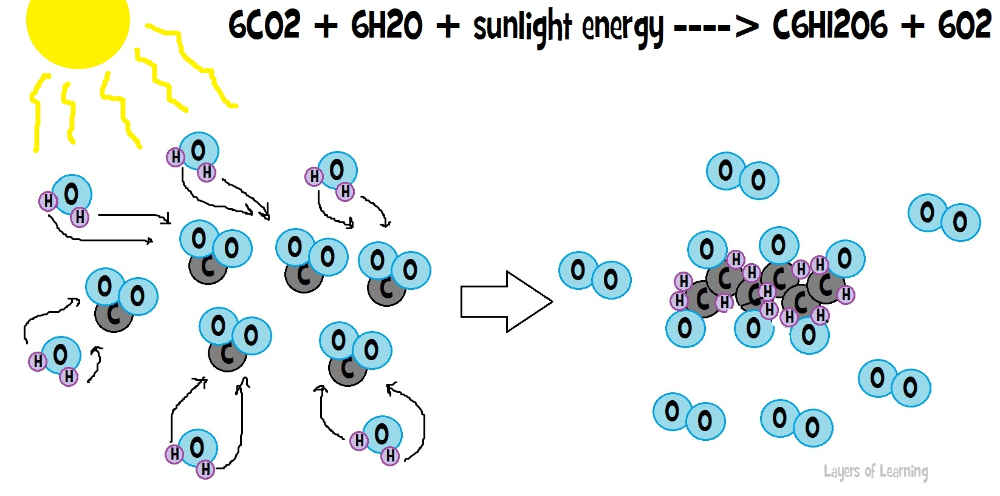 6CO2 + 6H2O + sunlight energy ----> C6H12O6 + 6O2
H O H
H O H
H O H
O O
C
O O
C
O O
C
O O
C
H O H
O O
C
O O
C
H O H
H O H
O O
O O
O O
O O O
H H H H H
C C C C C C
H H H H
H H H
O O O
O O
O O
O O
Layers of Learning